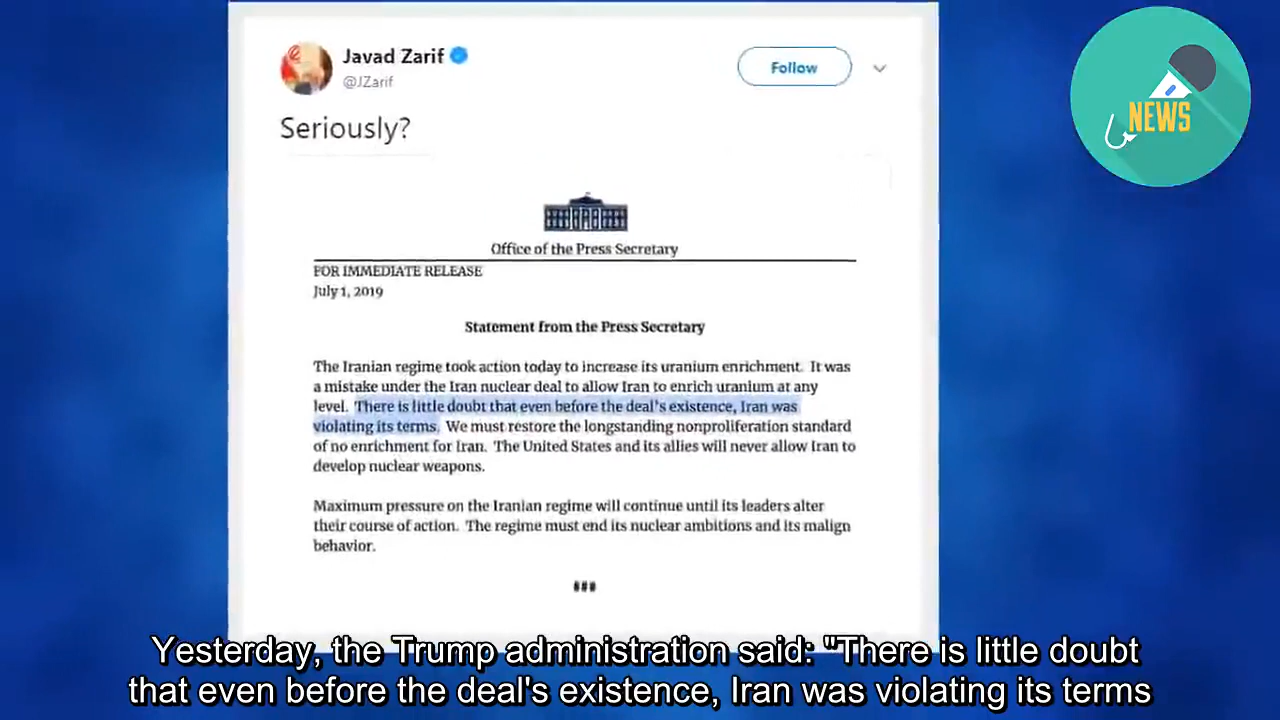 Javad Zarif
@JZarif
Follow
NEWS
Seriously?
Office of the Press Secretary
FOR IMMEDIATE RELEASE
July 1, 2019
Statement from the Press Secretary
The Iranian regime took action today to increase its uranium enrichment. It was
a mistake under the Iran nuclear deal to allow Iran to enrich uranium at any
level. There is little doubt that even before the deal's existence, Iran was
violating its terms. We must restore the longstanding nonproliferation standard
of no enrichment for Iran. The United States and its allies will never allow Iran to
develop nuclear weapons.
Maximum pressure on the Iranian regime will continue until its leaders alter
their course of action. The regime must end its nuclear ambitions and its malign
behavior.
###
Yesterday, the Trump administration said: "There is little doubt
that even before the deal's existence, Iran was violating its terms